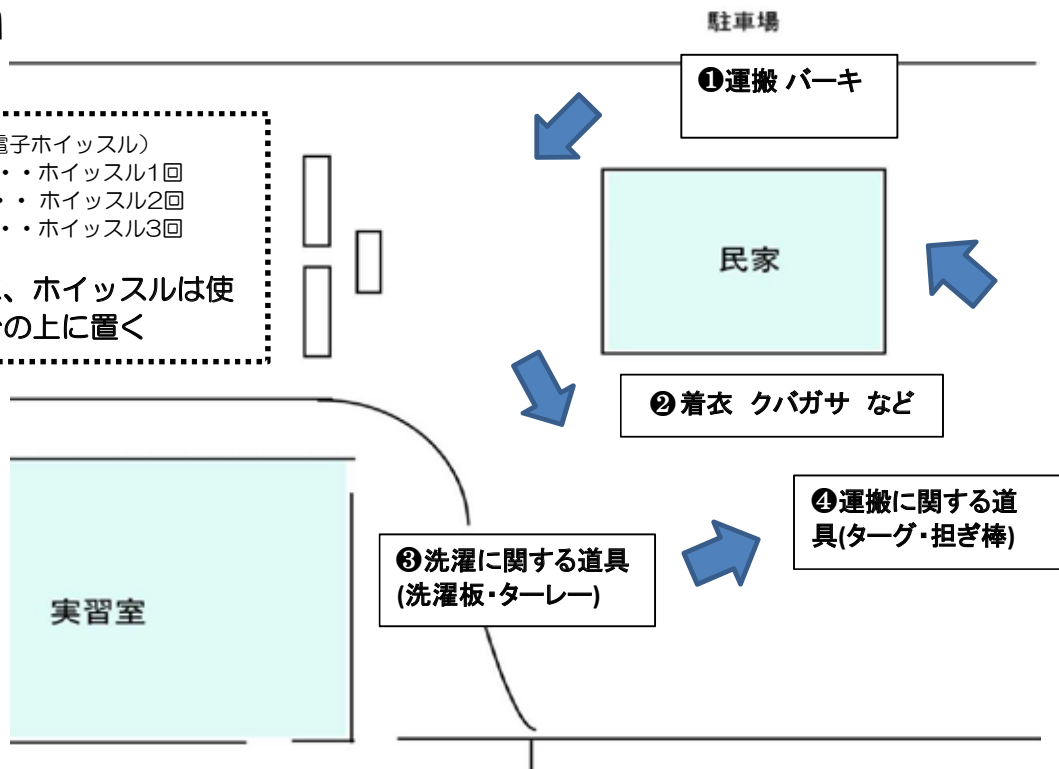 駐車場
❶運搬 バーキ
電子ホイッスル）
・・ホイッスル1回
・・ ホイッスル2回
・・ホイッスル3回
、ホイッスルは使
の上に置く
民家
❷着衣 クバガサ など
❸洗濯に関する道具
(洗濯板・ターレー)
❹運搬に関する道
具(ターグ・担ぎ棒)
実習室